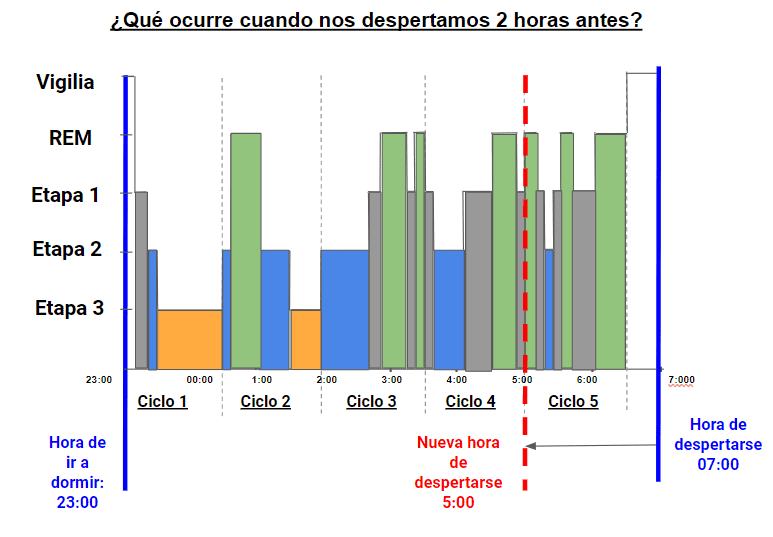 ¿Qué ocurre cuando nos despertamos 2 horas antes?
Vigilia
REM
Etapa 1
Etapa 2
Etapa 3
23:00
00:00
1:00
2:00
3:00
4:00
5:00
6:00
7:000
Ciclo 1
Ciclo 2
Ciclo 3
Ciclo 4
Ciclo 5
Hora de
ir a
dormir:
23:00
Nueva hora
de
despertarse
5:00
Hora de
despertarse
07:00